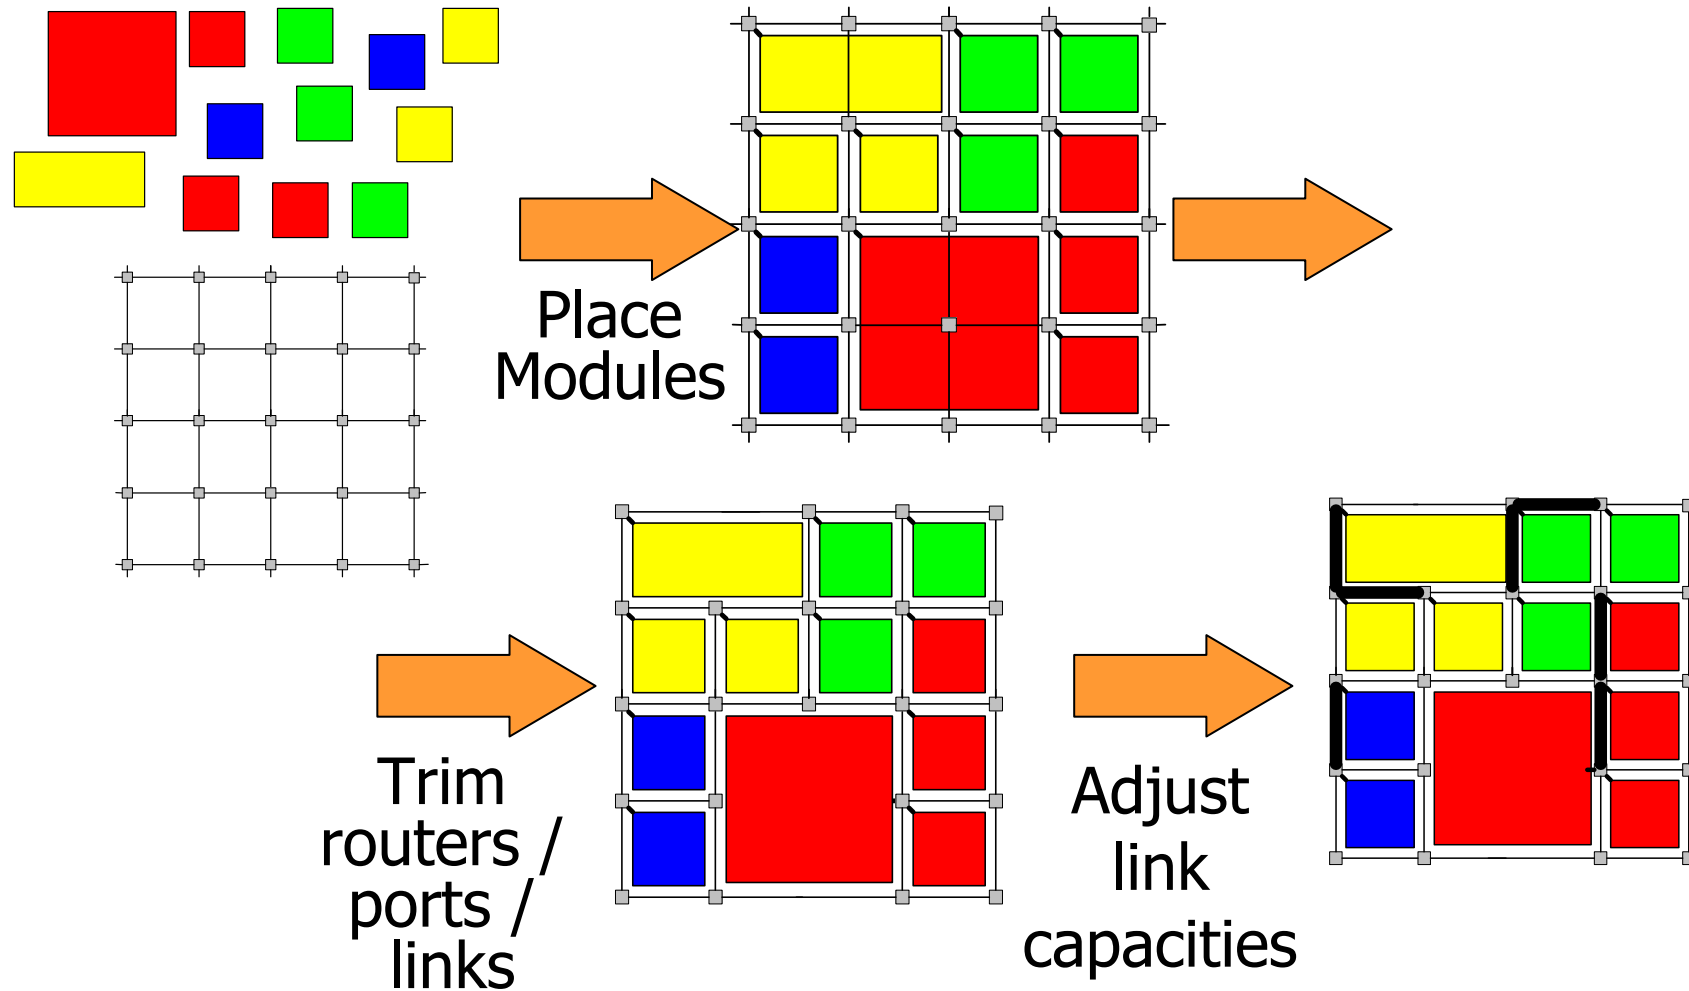 Place
Modules
Trim
routers /
ports /
links
Adjust
link
capacities